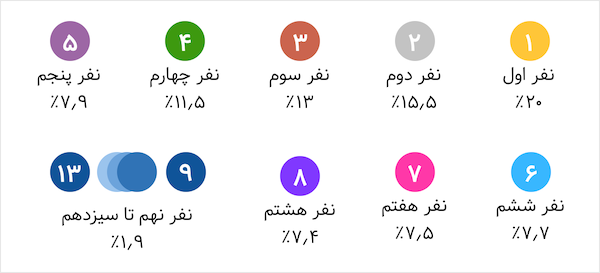 ۱
نفر اول
٪۲۰
۲
نفر دوم
٪۱۵٫۵
۳
نفر سوم
٪۱۳
۴
نفر چهارم
٪۱۱٫۵
۵
نفر پنجم
٪۷٫۹
۶
نفر ششم
٪۷٫۷
۷
نفر هفتم
٪۷٫۵
۸
نفر هشتم
٪۷٫۴
۹
۱۳
نفر نهم تا سیزدهم
٪۱٫۹